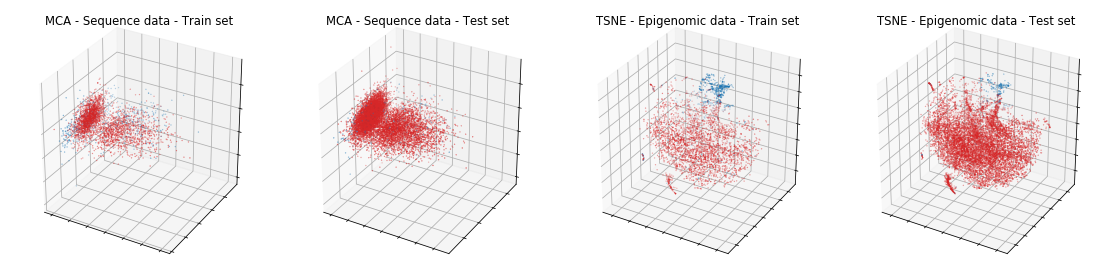 MCA - Sequence data - Train set
MCA - Sequence data - Test set
TSNE - Epigenomic data - Train set
TSNE - Epigenomic data - Test set